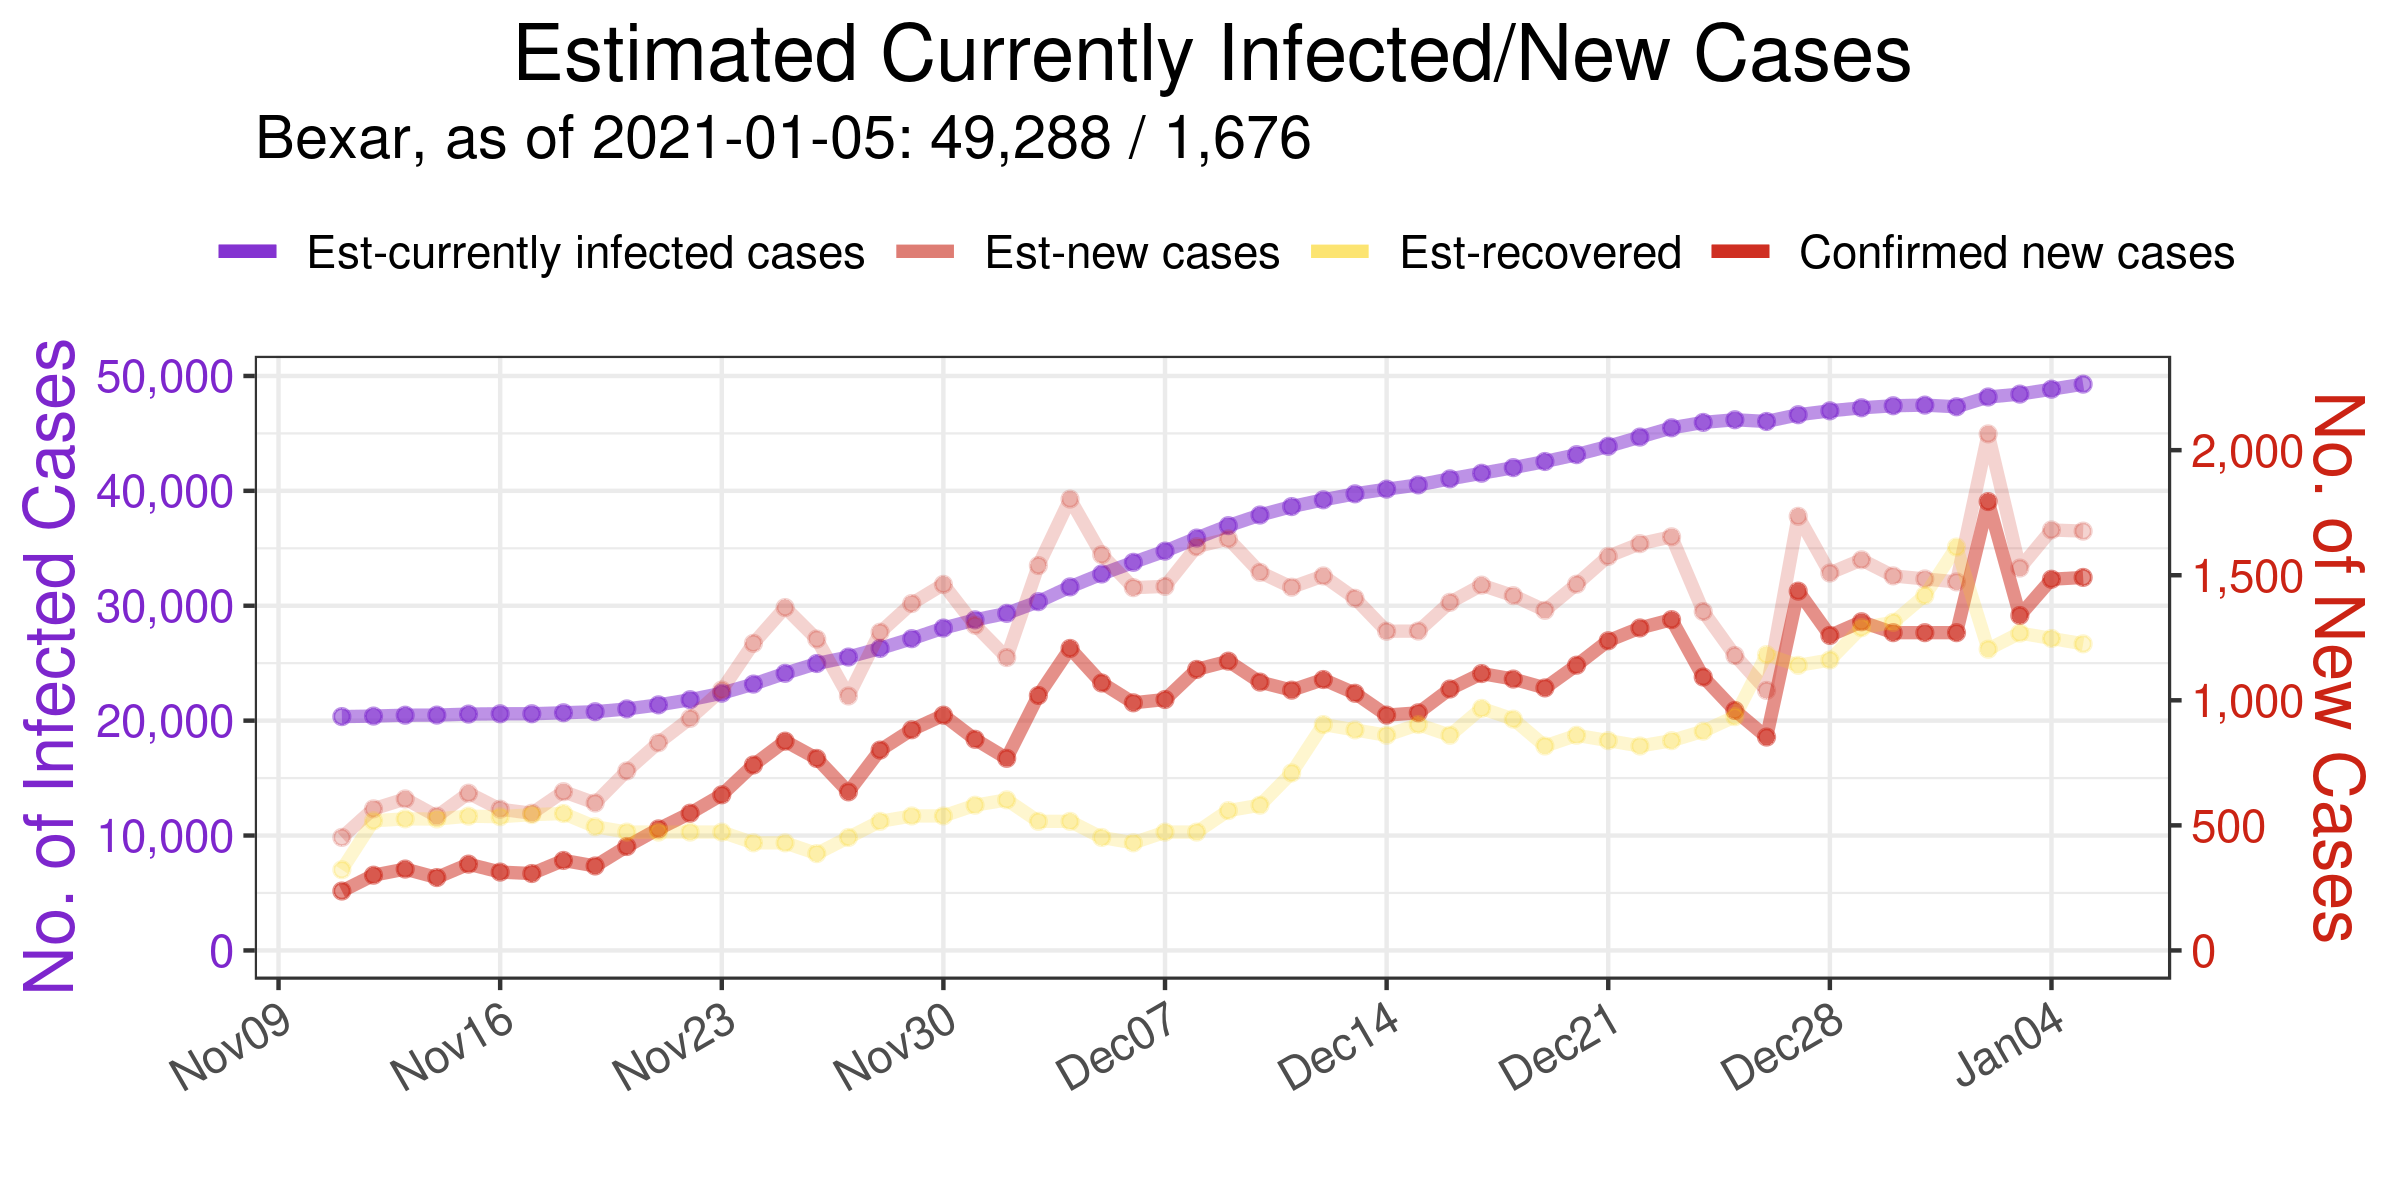 Estimated Currently Infected/New Cases
Bexar, as of 2021-01-05: 49,288 / 1,676
Est-currently infected cases Est-new cases Est-recovered Confirmed new cases
No. of Infected Cases
50,000
40,000
30,000
20,000
10,000
0
2,000
1,500
1,000
500
0
No. of New Cases
Nov09 Nov16 Nov23 Nov30 Dec07 Dec14 Dec21 Dec28 Jan04